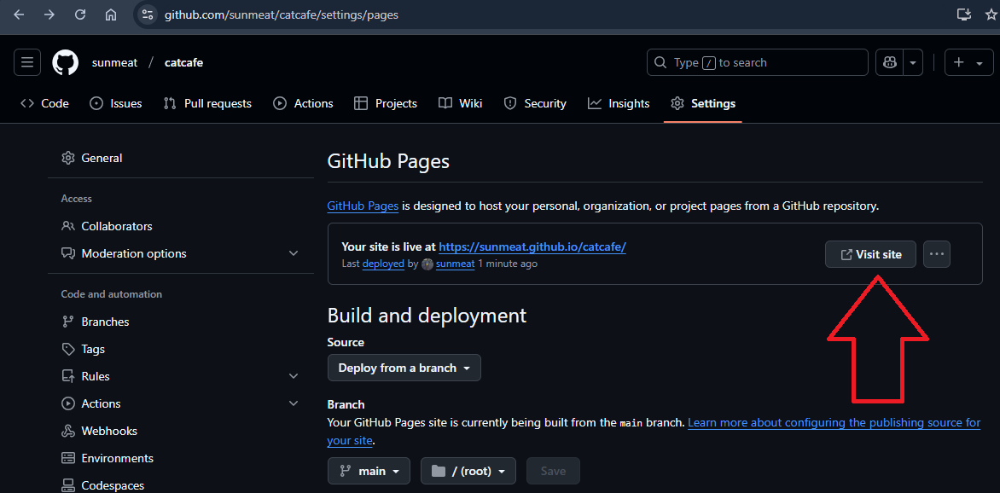 github.com/sunmeat/catcafe/settings/pages
sunmeat / catcafe
Type / to search
Code Issues Pull requests Actions Projects Wiki Security Insights Settings
General
Access
Collaborators
Moderation options
Code and automation
Branches
Tags
Rules
Actions
Webhooks
Environments
Codespaces
GitHub Pages
GitHub Pages is designed to host your personal, organization, or project pages from a GitHub repository.
Your site is live at https://sunmeat.github.io/catcafe/
Last deployed by sunmeat 1 minute ago
Visit site
Build and deployment
Source
Deploy from a branch
Branch
Your GitHub Pages site is currently being built from the main branch. Learn more about configuring the publishing source for
your site.
main / (root) Save